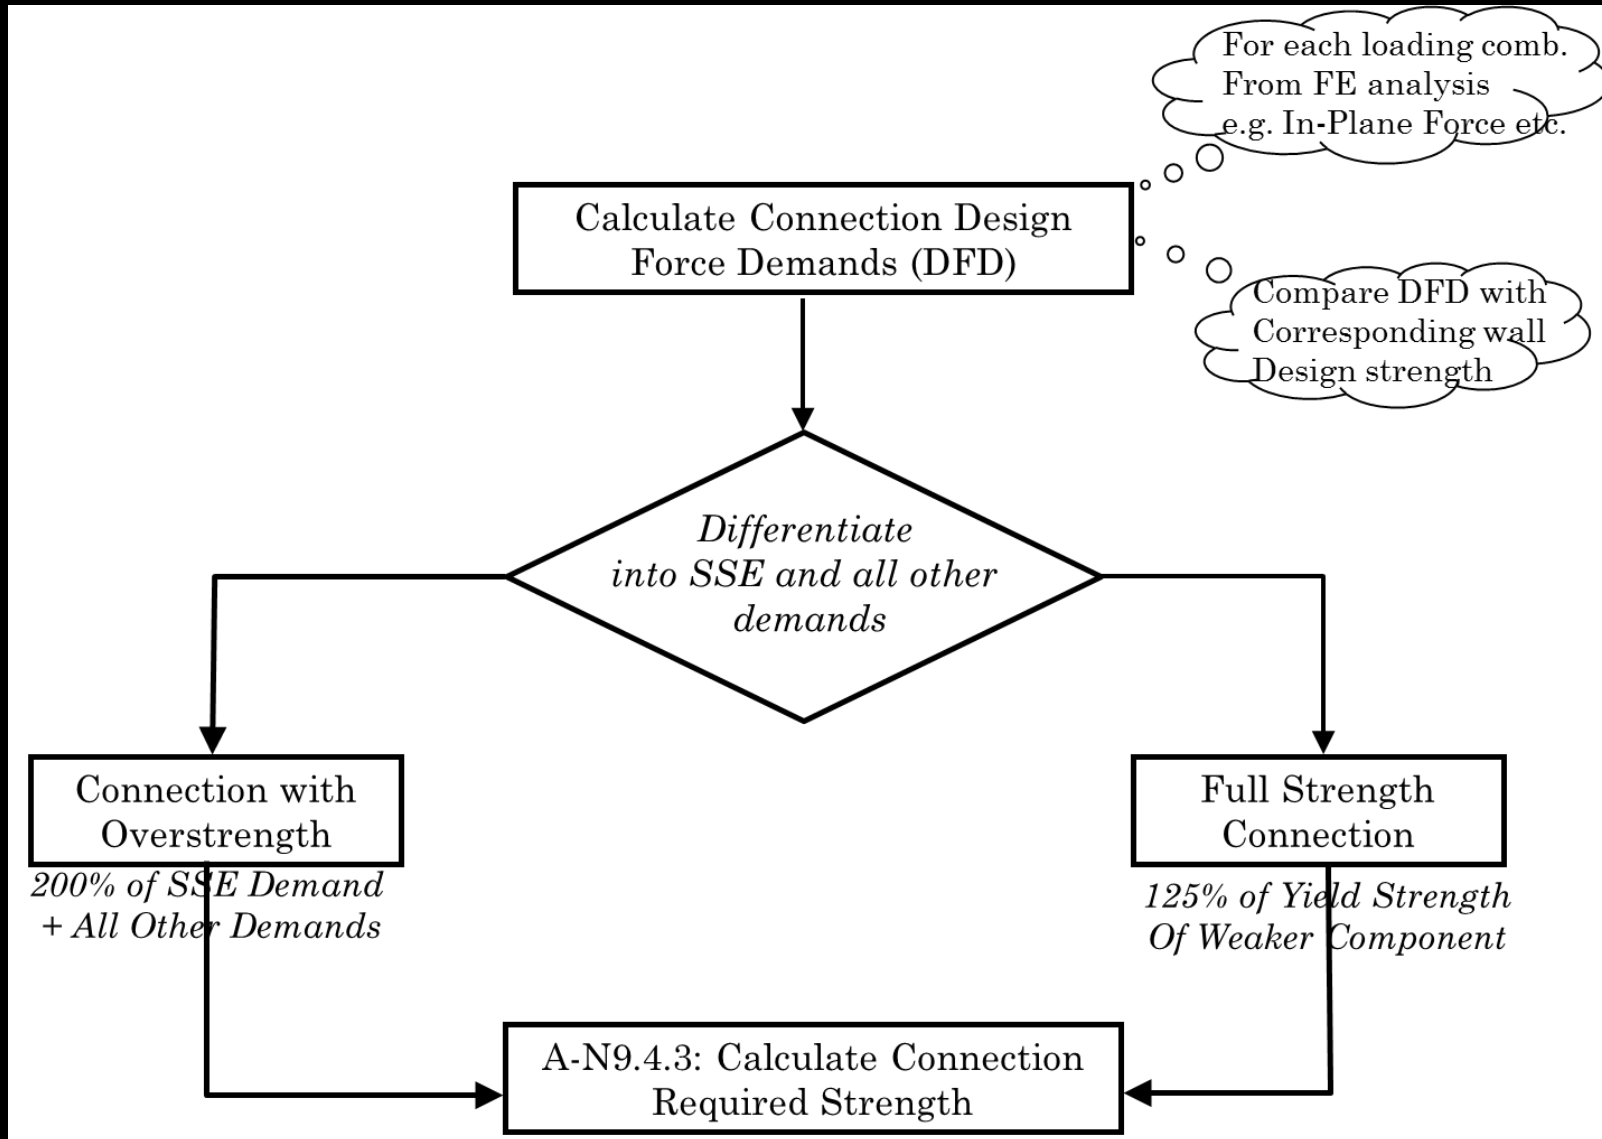 For each loading comb.
From FE analysis
e.g. In-Plane Force etc.
Calculate Connection Design
Force Demands (DFD)
Compare DFD with
Corresponding wall
Design strength
Differentiate
into SSE and all other
demands
Connection with
Overstrength
200% of SSE Demand
+ All Other Demands
Full Strength
Connection
125% of Yield Strength
Of Weaker Component
A-N9.4.3: Calculate Connection
Required Strength